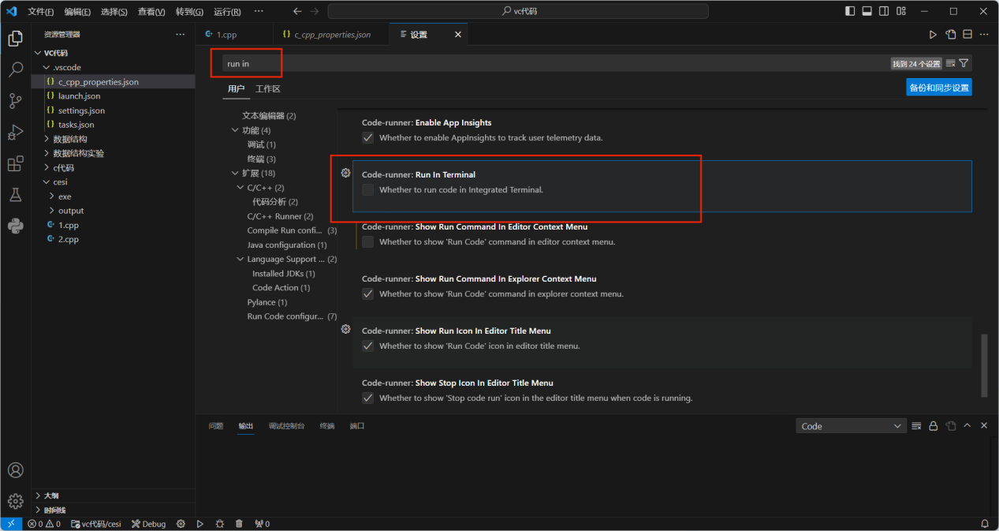 文件(F) 编辑(E) 选择(S) 查看(V) 转到(G) 运行(R) ··· vc代码
资源管理器 ···
VC代码
.vscode
{} c_cpp_properties.json
{} launch.json
{} settings.json
{} tasks.json
数据结构
数据结构实验
c代码
cesi
exe
output
1.cpp
2.cpp
大纲
时间线
1.cpp {} c_cpp_properties.json 设置
run in 找到 24 个设置
用户 工作区 备份和同步设置
文本编辑器 (2)
功能 (4)
调试 (1)
终端 (3)
扩展 (18)
C/C++ (2)
代码分析 (2)
C/C++ Runner (2)
Compile Run confi... (3)
Java configuration (1)
Language Support ... (2)
Installed JDKs (1)
Code Action (1)
Pylance (1)
Run Code configur... (7)
Code-runner: Enable App Insights
Whether to enable AppInsights to track user telemetry data.
Code-runner: Run In Terminal
Whether to run code in Integrated Terminal.
Code-runner: Show Run Command In Editor Context Menu
Whether to show 'Run Code' command in editor context menu.
Code-runner: Show Run Command In Explorer Context Menu
Whether to show 'Run Code' command in explorer context menu.
Code-runner: Show Run Icon In Editor Title Menu
Whether to show 'Run Code' icon in editor title menu.
Code-runner: Show Stop Icon In Editor Title Menu
Whether to show 'Stop code run' icon in the editor title menu when code is running.
问题 输出 调试控制台 终端 端口 Code
0 0 vc代码/cesi Debug 0